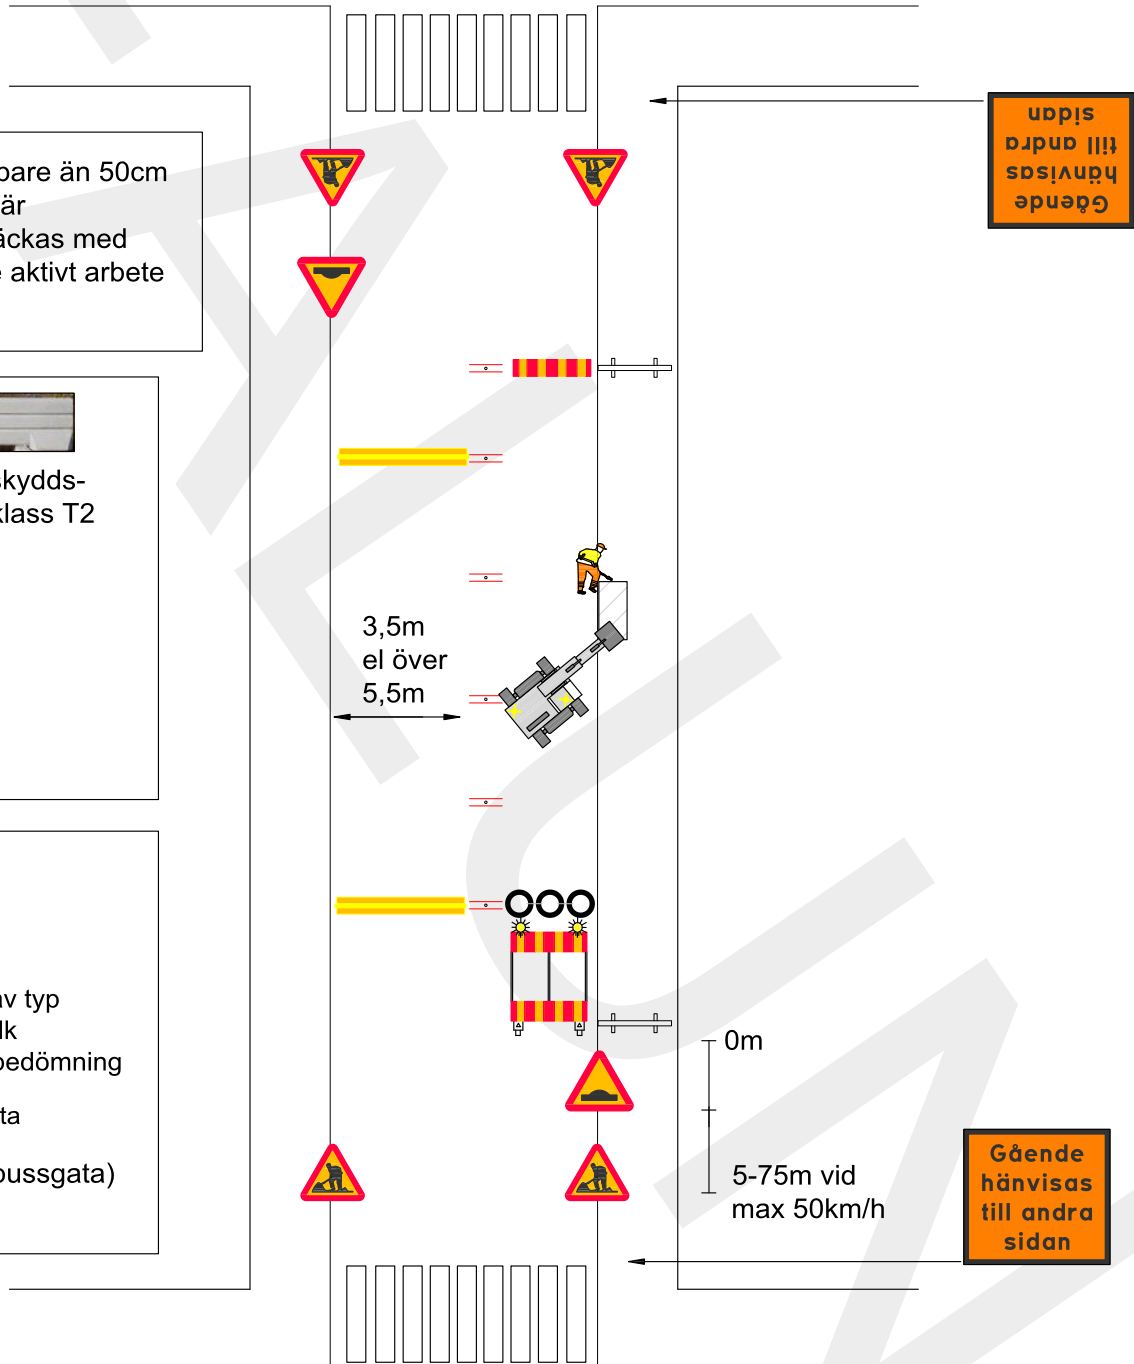 pare än 50cm
är
äckas med
e aktivt arbete
skydds-
klass T2
av typ
lk
bedömning
ta
bussgata)
Gående
hänvisas
till andra
sidan
3,5m
el över
5,5m
0m
5-75m vid
max 50km/h
Gående
hänvisas
till andra
sidan